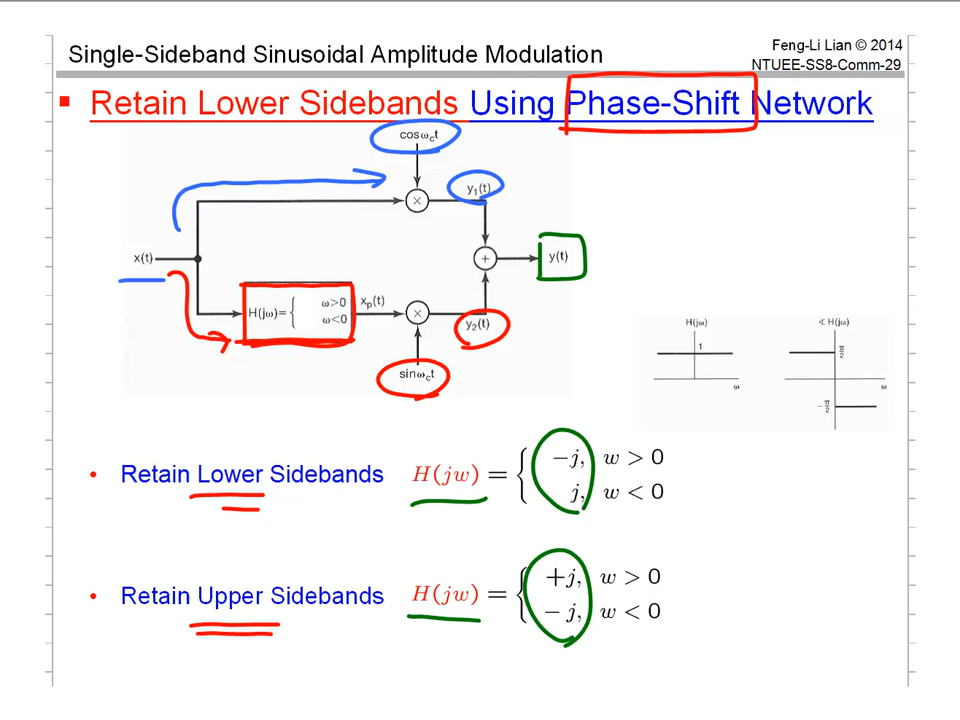 Single-Sideband Sinusoidal Amplitude Modulation
Feng-Li Lian © 2014
NTUEE-SS8-Comm-29
▪ Retain Lower Sidebands Using Phase-Shift Network
cosω_ct
×
y₁(t)
x(t)
+
y(t)
H(jω)={ ω>0
ω<0
x_p(t)
×
y₂(t)
sinω_ct
H(jω)
1
ω
∢ H(jω)
π/2
ω
−π/2
• Retain Lower Sidebands H(jw) = { −j, w > 0
j, w < 0
• Retain Upper Sidebands H(jw) = { +j, w > 0
− j, w < 0